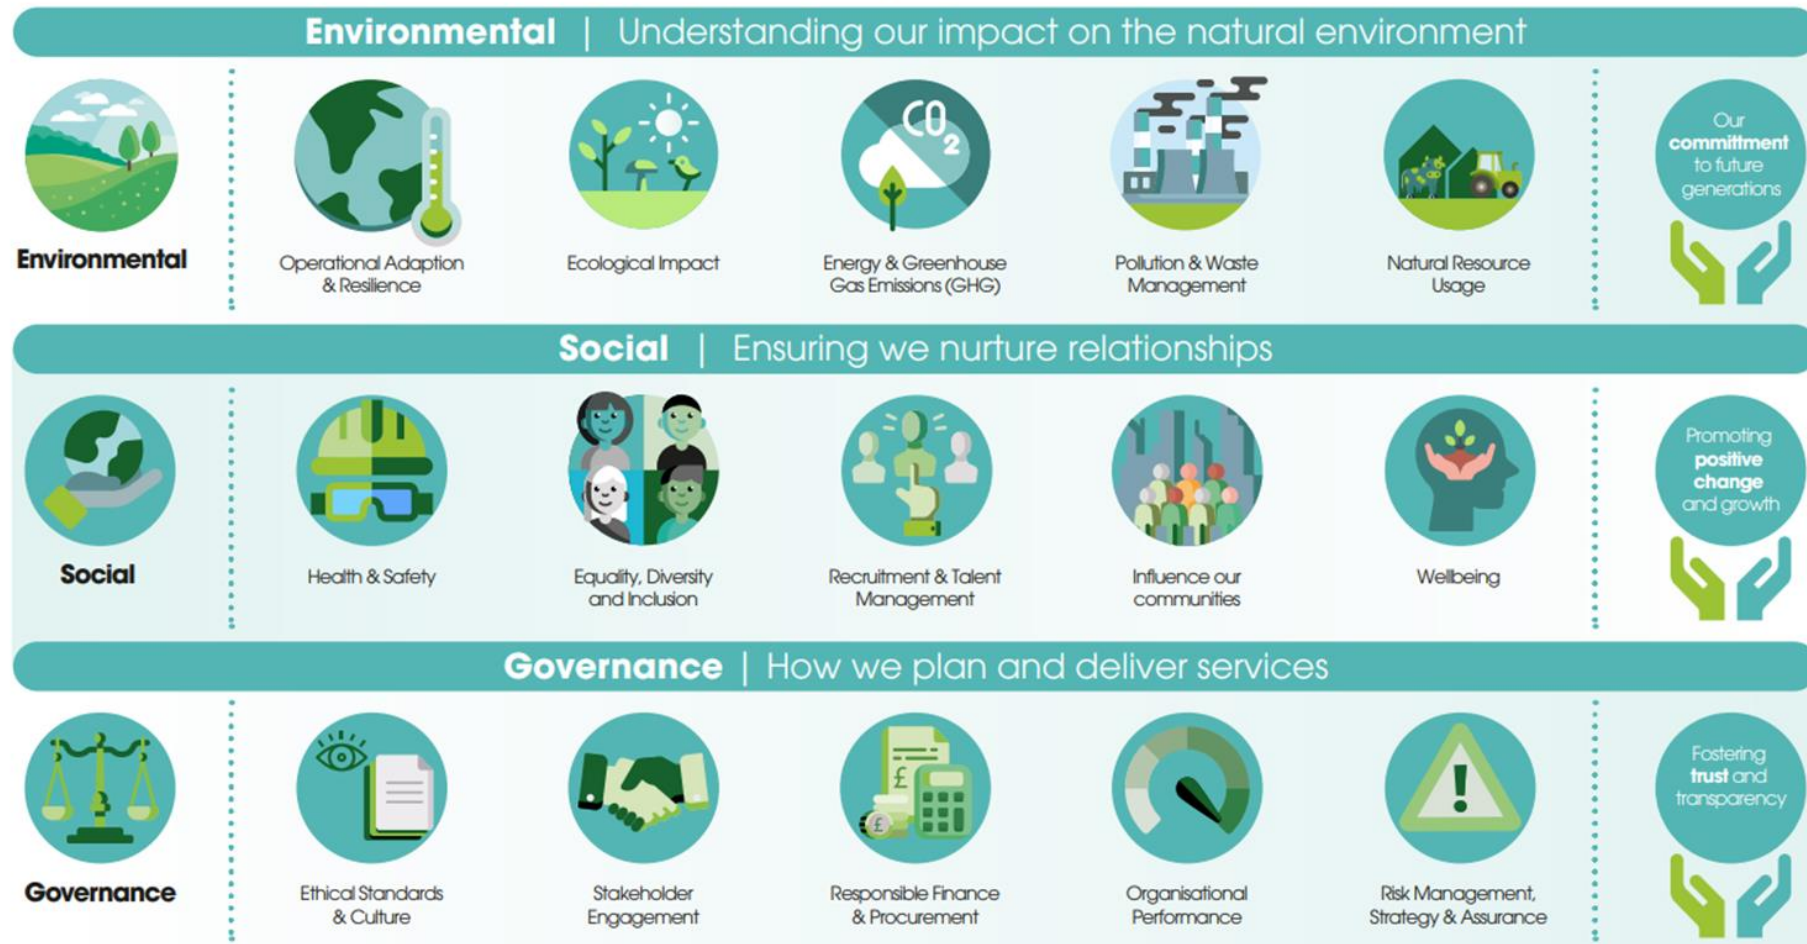 Environmental | Understanding our impact on the natural environment
CO2
Our
committment
to future
generations
Environmental
Operational Adaption
& Resilience
Ecological Impact
Energy & Greenhouse
Gas Emissions (GHG)
Pollution & Waste
Management
Natural Resource
Usage
Social | Ensuring we nurture relationships
Promoting
positive
change
and growth
Social
Health & Safety
Equality, Diversity
and Inclusion
Recruitment & Talent
Management
Influence our
communities
Wellbeing
Governance | How we plan and deliver services
£
£
!
Fostering
trust and
transparency
Governance
Ethical Standards
& Culture
Stakeholder
Engagement
Responsible Finance
& Procurement
Organisational
Performance
Risk Management,
Strategy & Assurance